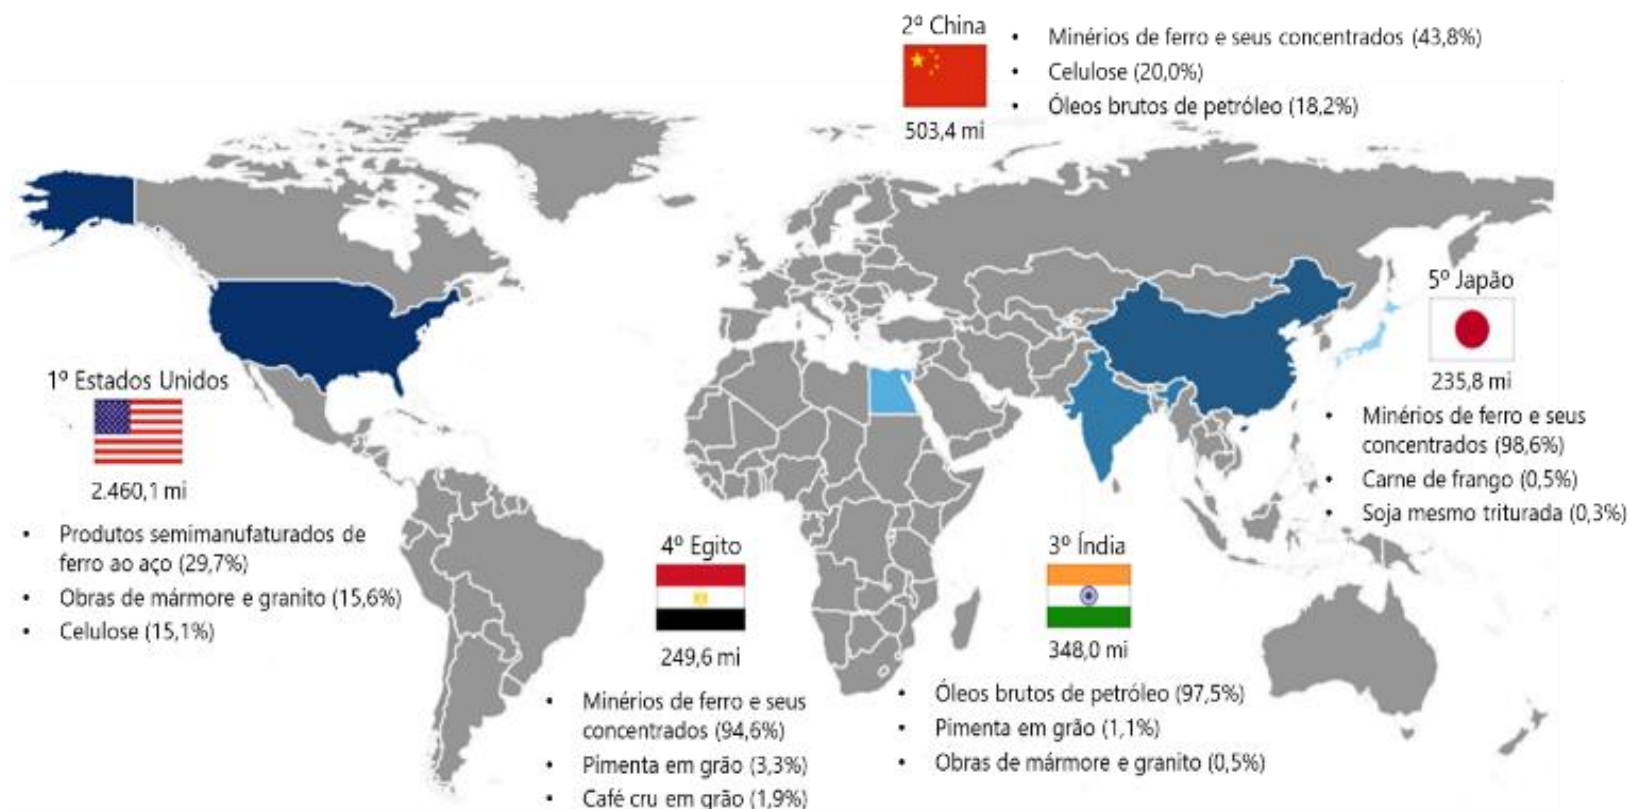 2º China
503,4 mi
• Minérios de ferro e seus concentrados (43,8%)
• Celulose (20,0%)
• Óleos brutos de petróleo (18,2%)
1º Estados Unidos
2.460,1 mi
• Produtos semimanufaturados de
ferro ao aço (29,7%)
• Obras de mármore e granito (15,6%)
• Celulose (15,1%)
4º Egito
249,6 mi
• Minérios de ferro e seus
concentrados (94,6%)
• Pimenta em grão (3,3%)
• Café cru em grão (1,9%)
3º Índia
348,0 mi
• Óleos brutos de petróleo (97,5%)
• Pimenta em grão (1,1%)
• Obras de mármore e granito (0,5%)
5º Japão
235,8 mi
• Minérios de ferro e seus
concentrados (98,6%)
• Carne de frango (0,5%)
• Soja mesmo triturada (0,3%)